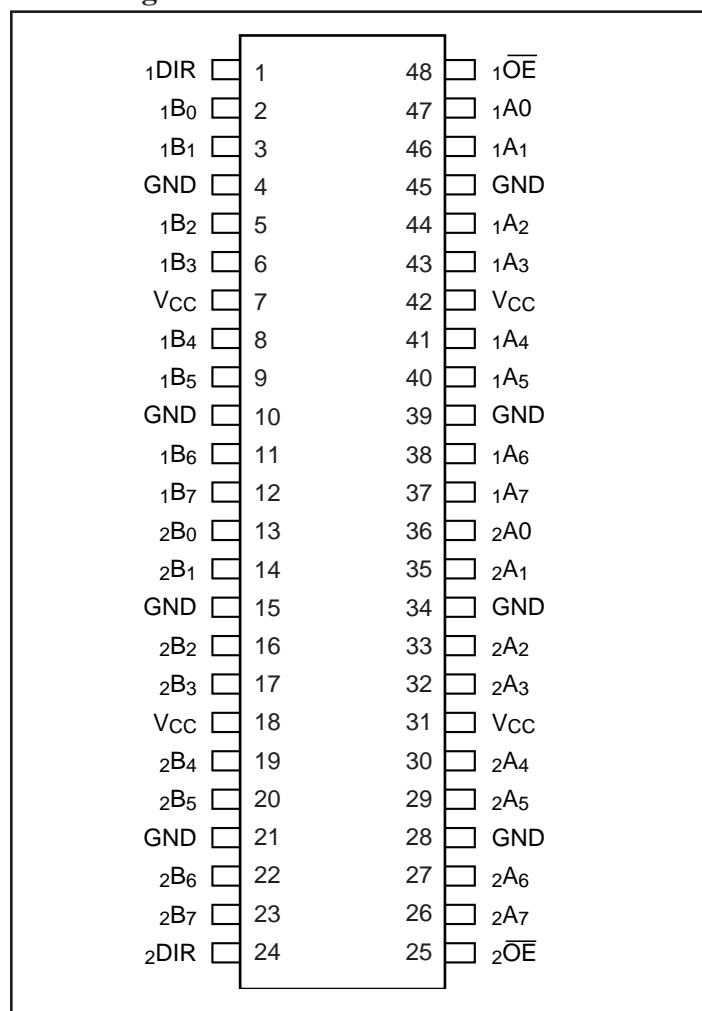 ₁DIR 1 48 ₁O̅E̅
₁B₀ 2 47 ₁A0
₁B₁ 3 46 ₁A₁
GND 4 45 GND
₁B₂ 5 44 ₁A₂
₁B₃ 6 43 ₁A₃
VCC 7 42 VCC
₁B₄ 8 41 ₁A₄
₁B₅ 9 40 ₁A₅
GND 10 39 GND
₁B₆ 11 38 ₁A₆
₁B₇ 12 37 ₁A₇
₂B₀ 13 36 ₂A0
₂B₁ 14 35 ₂A₁
GND 15 34 GND
₂B₂ 16 33 ₂A₂
₂B₃ 17 32 ₂A₃
VCC 18 31 VCC
₂B₄ 19 30 ₂A₄
₂B₅ 20 29 ₂A₅
GND 21 28 GND
₂B₆ 22 27 ₂A₆
₂B₇ 23 26 ₂A₇
₂DIR 24 25 ₂O̅E̅